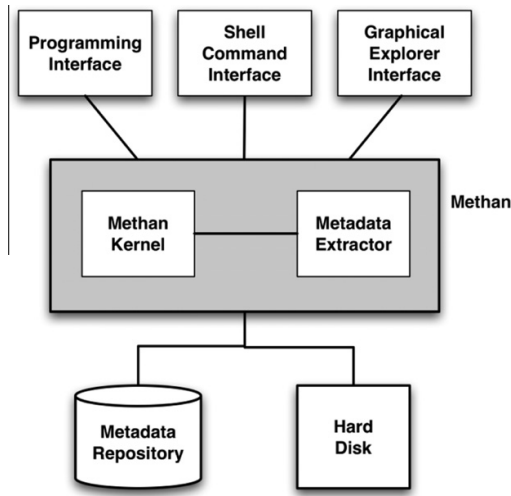 Programming
Interface
Shell
Command
Interface
Graphical
Explorer
Interface
Methan
Methan
Kernel
Metadata
Extractor
Metadata
Repository
Hard
Disk